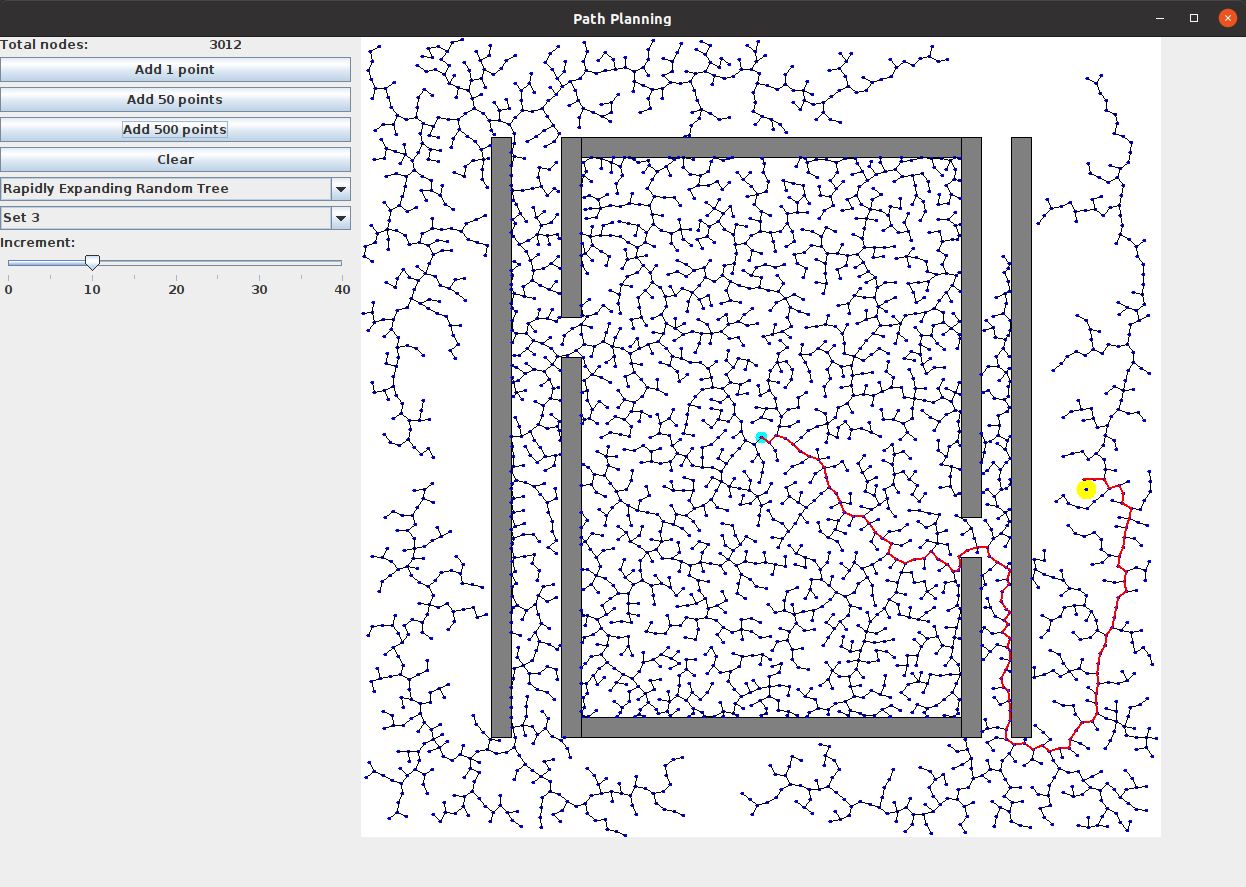 Path Planning
Total nodes: 3012
Add 1 point
Add 50 points
Add 500 points
Clear
Rapidly Expanding Random Tree
Set 3
Increment:
0 10 20 30 40